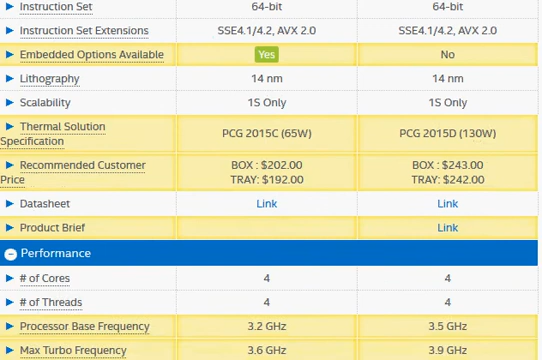 Instruction Set 64-bit 64-bit
Instruction Set Extensions SSE4.1/4.2, AVX 2.0 SSE4.1/4.2, AVX 2.0
Embedded Options Available Yes No
Lithography 14 nm 14 nm
Scalability 1S Only 1S Only
Thermal Solution
Specification PCG 2015C (65W) PCG 2015D (130W)
Recommended Customer BOX : $202.00 BOX : $243.00
Price TRAY: $192.00 TRAY: $242.00
Datasheet Link Link
Product Brief Link
Performance
# of Cores 4 4
# of Threads 4 4
Processor Base Frequency 3.2 GHz 3.5 GHz
Max Turbo Frequency 3.6 GHz 3.9 GHz